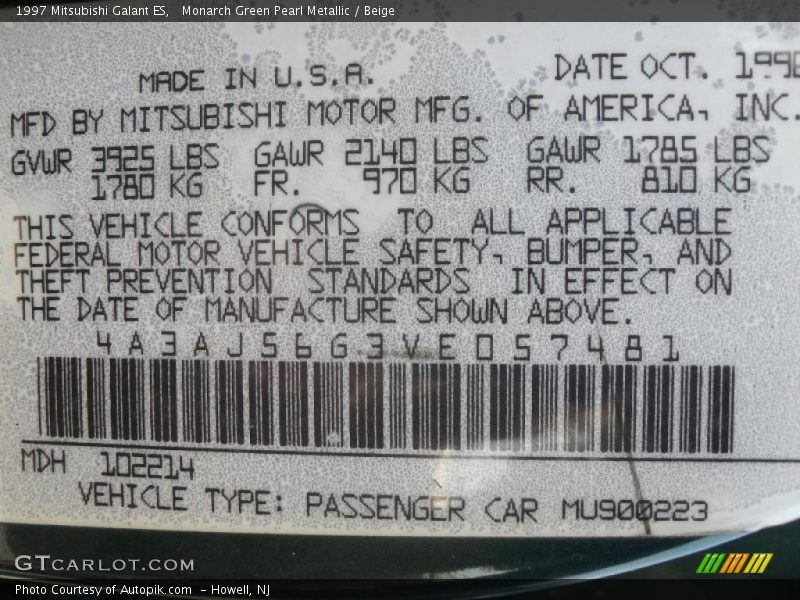 1997 Mitsubishi Galant ES,   Monarch Green Pearl Metallic / Beige
MADE IN U.S.A.
DATE OCT. 1996
MFD BY MITSUBISHI MOTOR MFG. OF AMERICA, INC.
GVWR 3925 LBS GAWR 2140 LBS GAWR 1785 LBS
1780 KG FR. 970 KG RR. 810 KG
THIS VEHICLE CONFORMS TO ALL APPLICABLE
FEDERAL MOTOR VEHICLE SAFETY, BUMPER, AND
THEFT PREVENTION STANDARDS IN EFFECT ON
THE DATE OF MANUFACTURE SHOWN ABOVE.
4A3AJ56G3VE057481
MDH 102214
VEHICLE TYPE: PASSENGER CAR MU900223
GTCARLOT.COM
Photo Courtesy of Autopik.com  – Howell, NJ